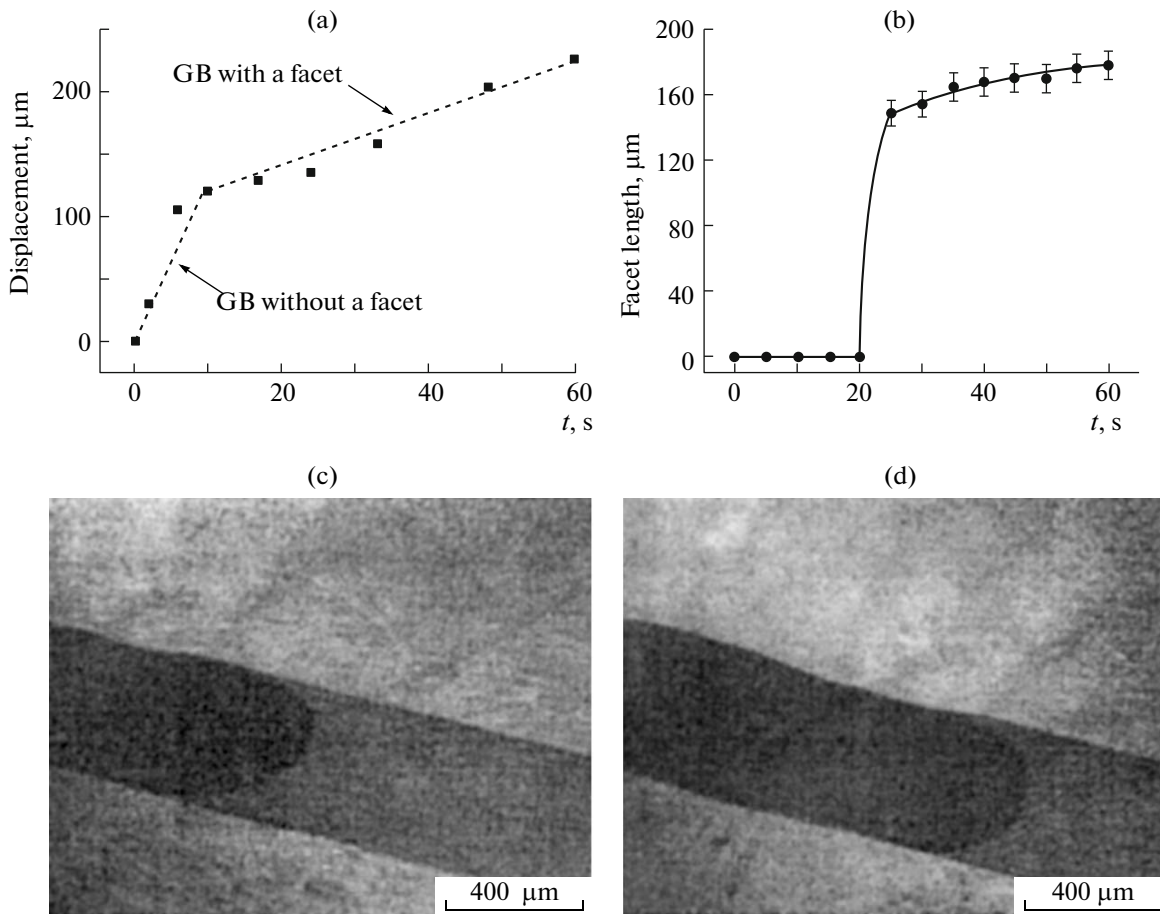 (a)
Displacement, µm
200
100
0
GB with a facet
GB without a facet
0 20 40 60
t, s
(b)
Facet length, µm
200
160
120
80
40
0
0 20 40 60
t, s
(c)
400 µm
(d)
400 µm